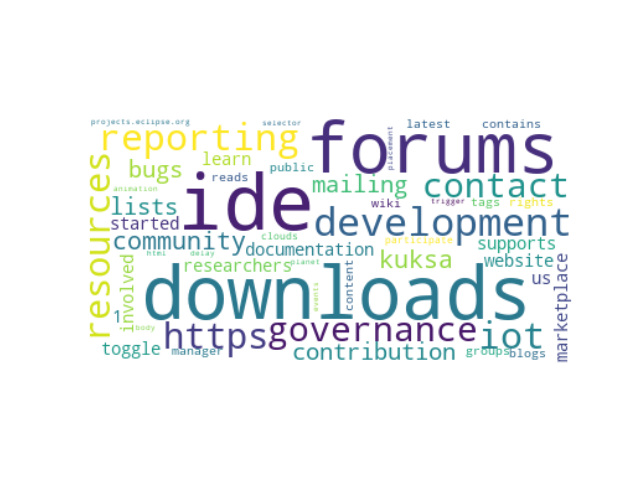 projects.eclipse.org selector latest contains
reporting forums
placement
bugs learn public
resources
reads mailing contact
animation
ide
lists wiki trigger tags rights
started development
community clouds participate supports
html delay documentation kuksa website
involved researchers planet
content us
marketplace
downloads
events
1 body
https governance iot
toggle manager contribution groups blogs